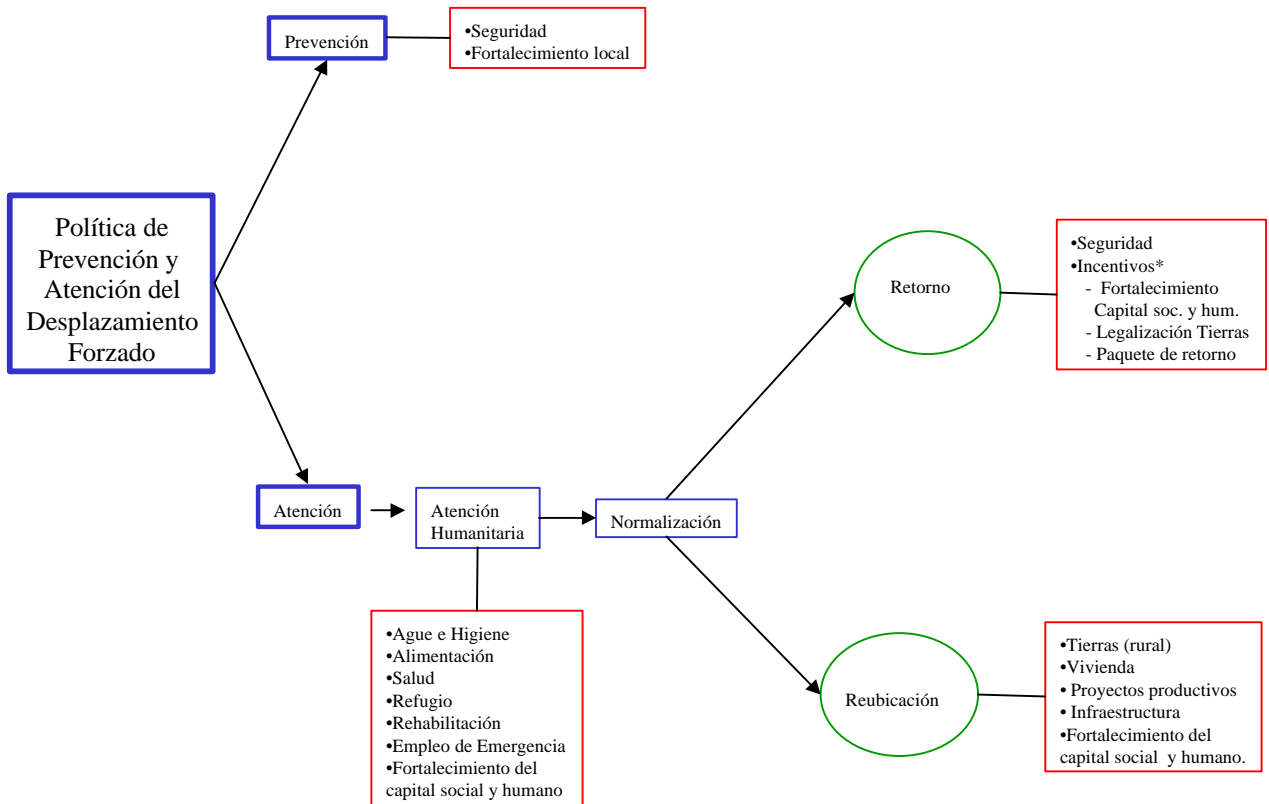 Prevención
•Seguridad
•Fortalecimiento local
Política de
Prevención y
Atención del
Desplazamiento
Forzado
Retorno
•Seguridad
•Incentivos*
- Fortalecimiento
Capital soc. y hum.
- Legalización Tierras
- Paquete de retorno
Atención
Atención
Humanitaria
Normalización
•Ague e Higiene
•Alimentación
•Salud
•Refugio
•Rehabilitación
•Empleo de Emergencia
•Fortalecimiento del
capital social y humano
Reubicación
•Tierras (rural)
•Vivienda
• Proyectos productivos
• Infraestructura
•Fortalecimiento del
capital social y humano.